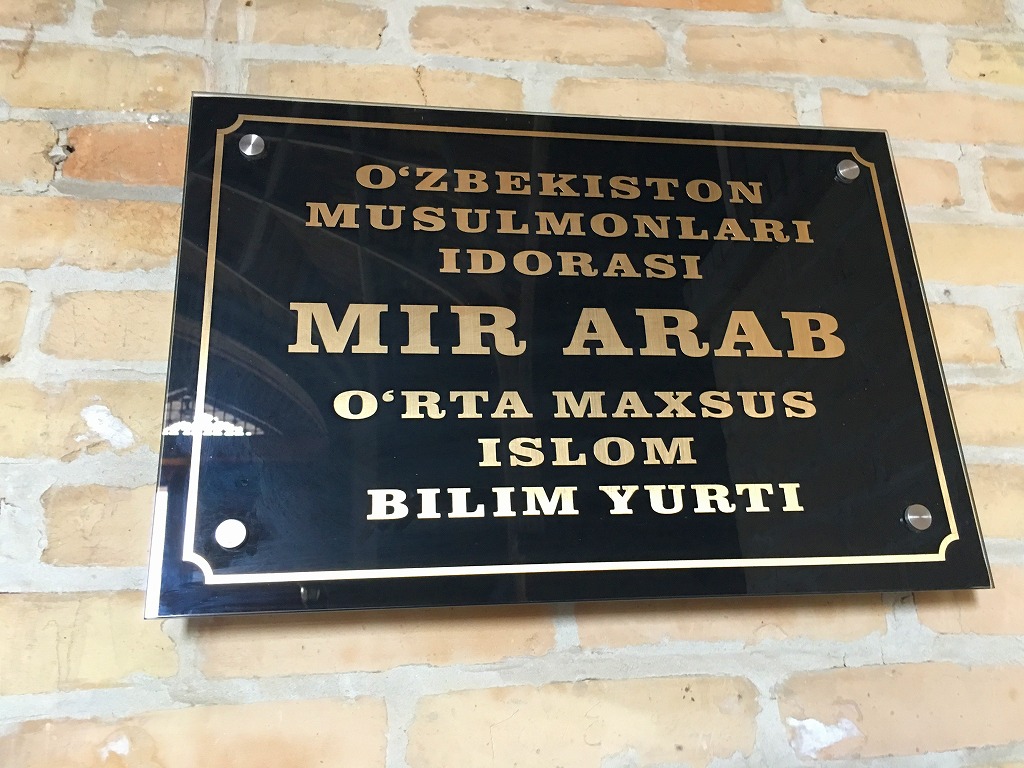 O‘ZBEKISTON
MUSULMONLARI
IDORASI
MIR ARAB
O‘RTA MAXSUS
ISLOM
BILIM YURTI